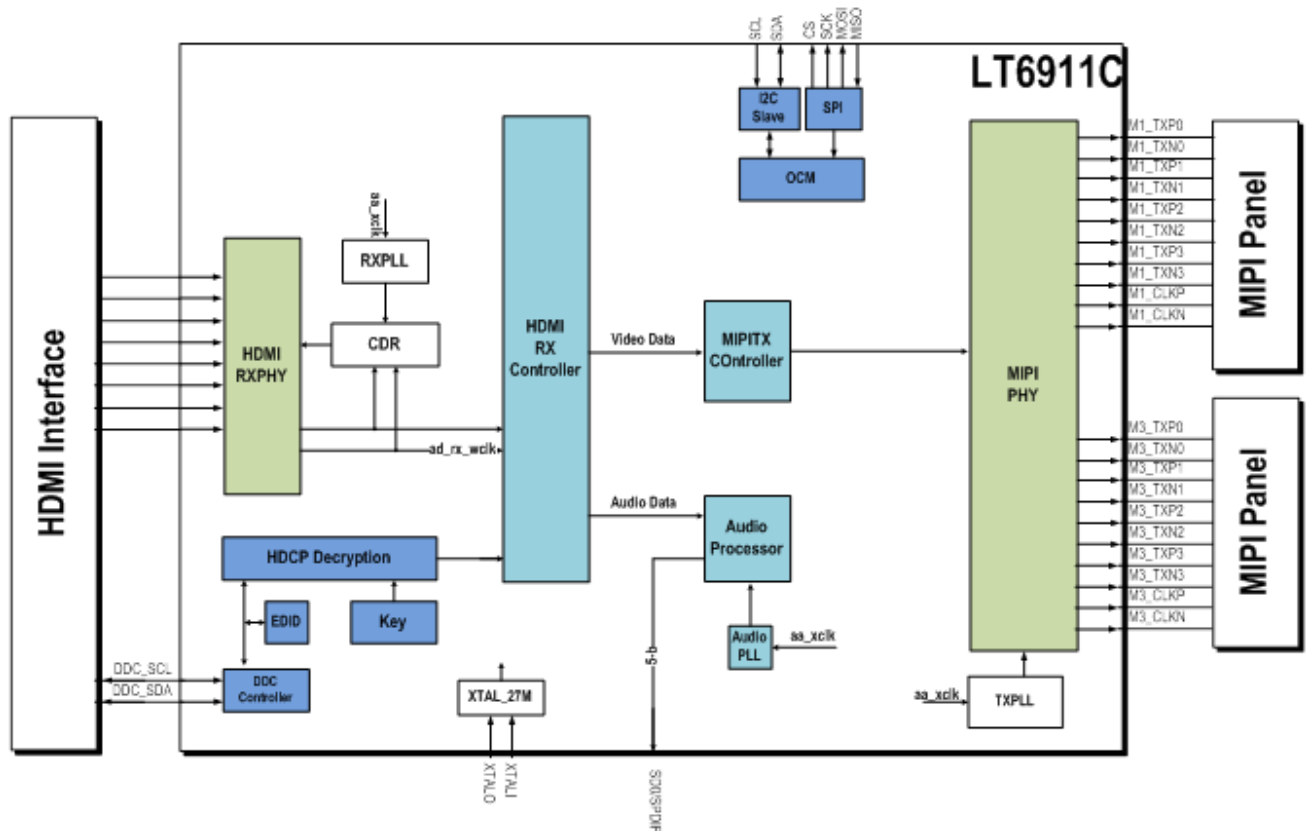 SCL
SDA
CS
SCK
MOSI
MISO
LT6911C
I2C
Slave
SPI
OCM
HDMI Interface
aa_xclk
RXPLL
CDR
HDMI
RXPHY
ad_rx_wclk
HDMI
RX
Controller
Video Data
MIPITX
COntroller
MIPI
PHY
Audio Data
Audio
Processor
Audio
PLL
aa_xclk
5-b
HDCP Decryption
EDID
Key
DDC
Controller
DDC_SCL
DDC_SDA
XTAL_27M
XTALO
XTALI
aa_xclk
TXPLL
M1_TXP0
M1_TXN0
M1_TXP1
M1_TXN1
M1_TXP2
M1_TXN2
M1_TXP3
M1_TXN3
M1_CLKP
M1_CLKN
MIPI Panel
M3_TXP0
M3_TXN0
M3_TXP1
M3_TXN1
M3_TXP2
M3_TXN2
M3_TXP3
M3_TXN3
M3_CLKP
M3_CLKN
MIPI Panel